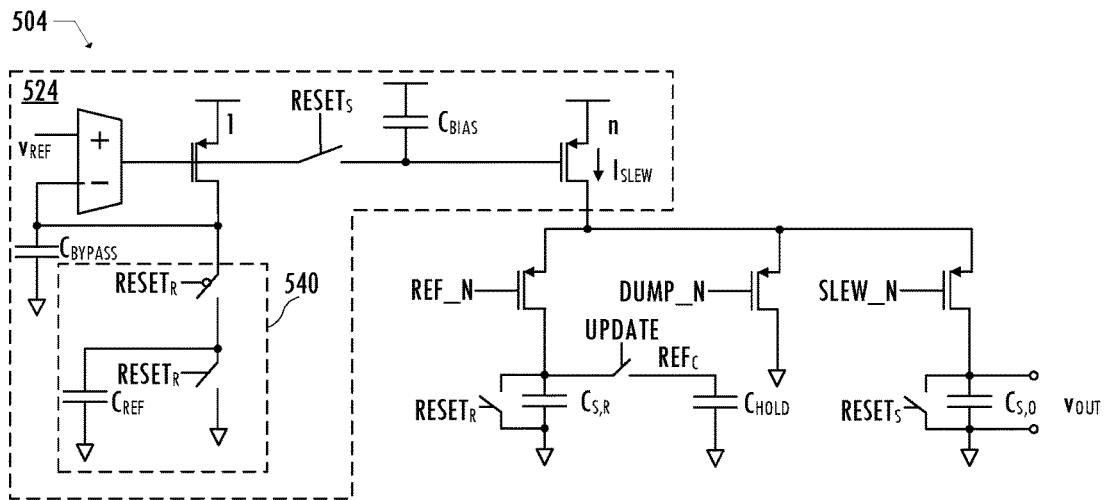 504
524
RESETS
CBIAS
1
n
VREF
+
−
ISLEW
CBYPASS
RESETR
540
REF_N
DUMP_N
SLEW_N
UPDATE
REFC
RESETR
CREF
RESETR
CS,R
CHOLD
RESETS
CS,O
VOUT